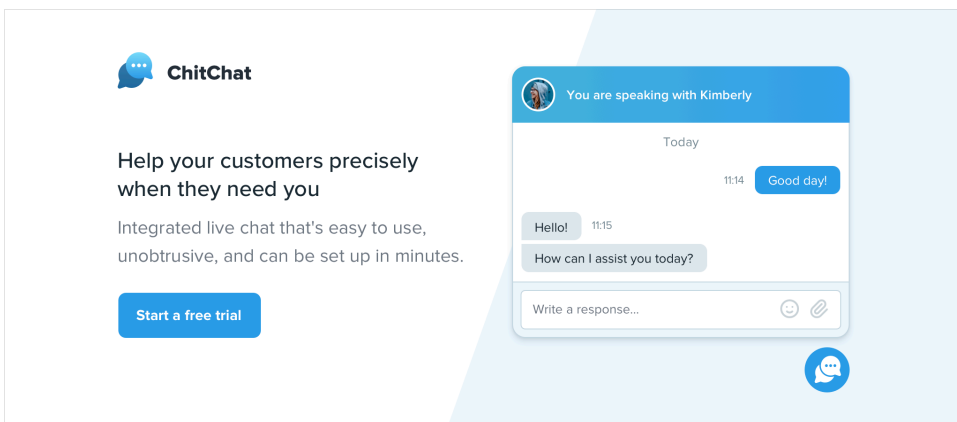 ChitChat
Help your customers precisely
when they need you
Integrated live chat that's easy to use,
unobtrusive, and can be set up in minutes.
Start a free trial
You are speaking with Kimberly
Today
11:14 Good day!
Hello! 11:15
How can I assist you today?
Write a response...